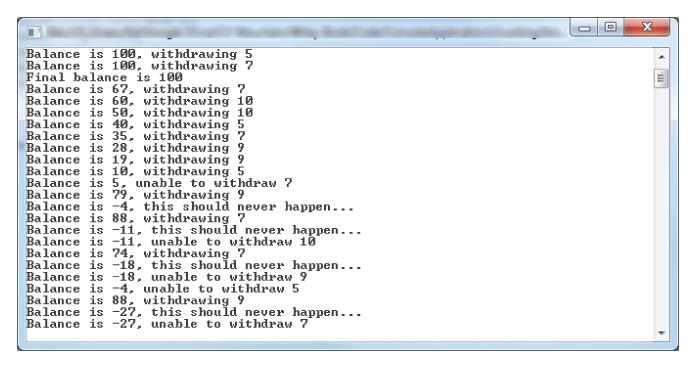 Balance is 100, withdrawing 5
Balance is 100, withdrawing 7
Final balance is 100
Balance is 67, withdrawing 7
Balance is 60, withdrawing 10
Balance is 50, withdrawing 10
Balance is 40, withdrawing 5
Balance is 35, withdrawing 7
Balance is 28, withdrawing 9
Balance is 19, withdrawing 9
Balance is 10, withdrawing 5
Balance is 5, unable to withdraw 7
Balance is 79, withdrawing 9
Balance is -4, this should never happen...
Balance is 88, withdrawing 7
Balance is -11, this should never happen...
Balance is -11, unable to withdraw 10
Balance is 74, withdrawing 7
Balance is -18, this should never happen...
Balance is -18, unable to withdraw 9
Balance is -4, unable to withdraw 5
Balance is 88, withdrawing 9
Balance is -27, this should never happen...
Balance is -27, unable to withdraw 7